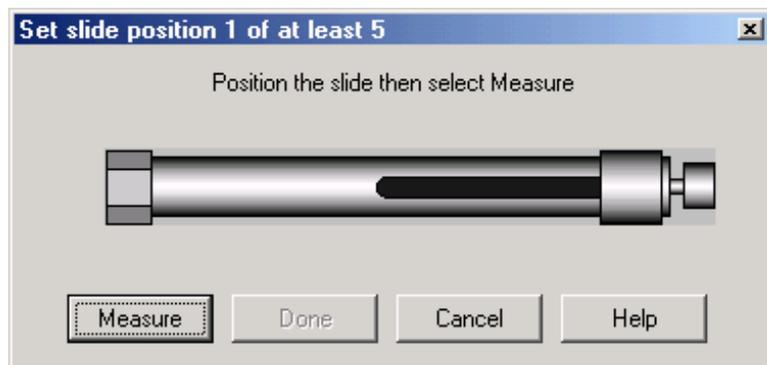 Set slide position 1 of at least 5
Position the slide then select Measure
Measure Done Cancel Help